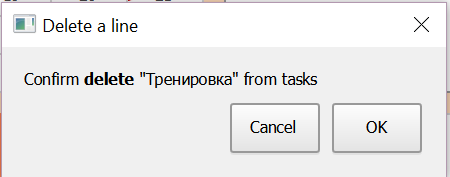 Delete a line
Confirm delete "Тренировка" from tasks
Cancel OK